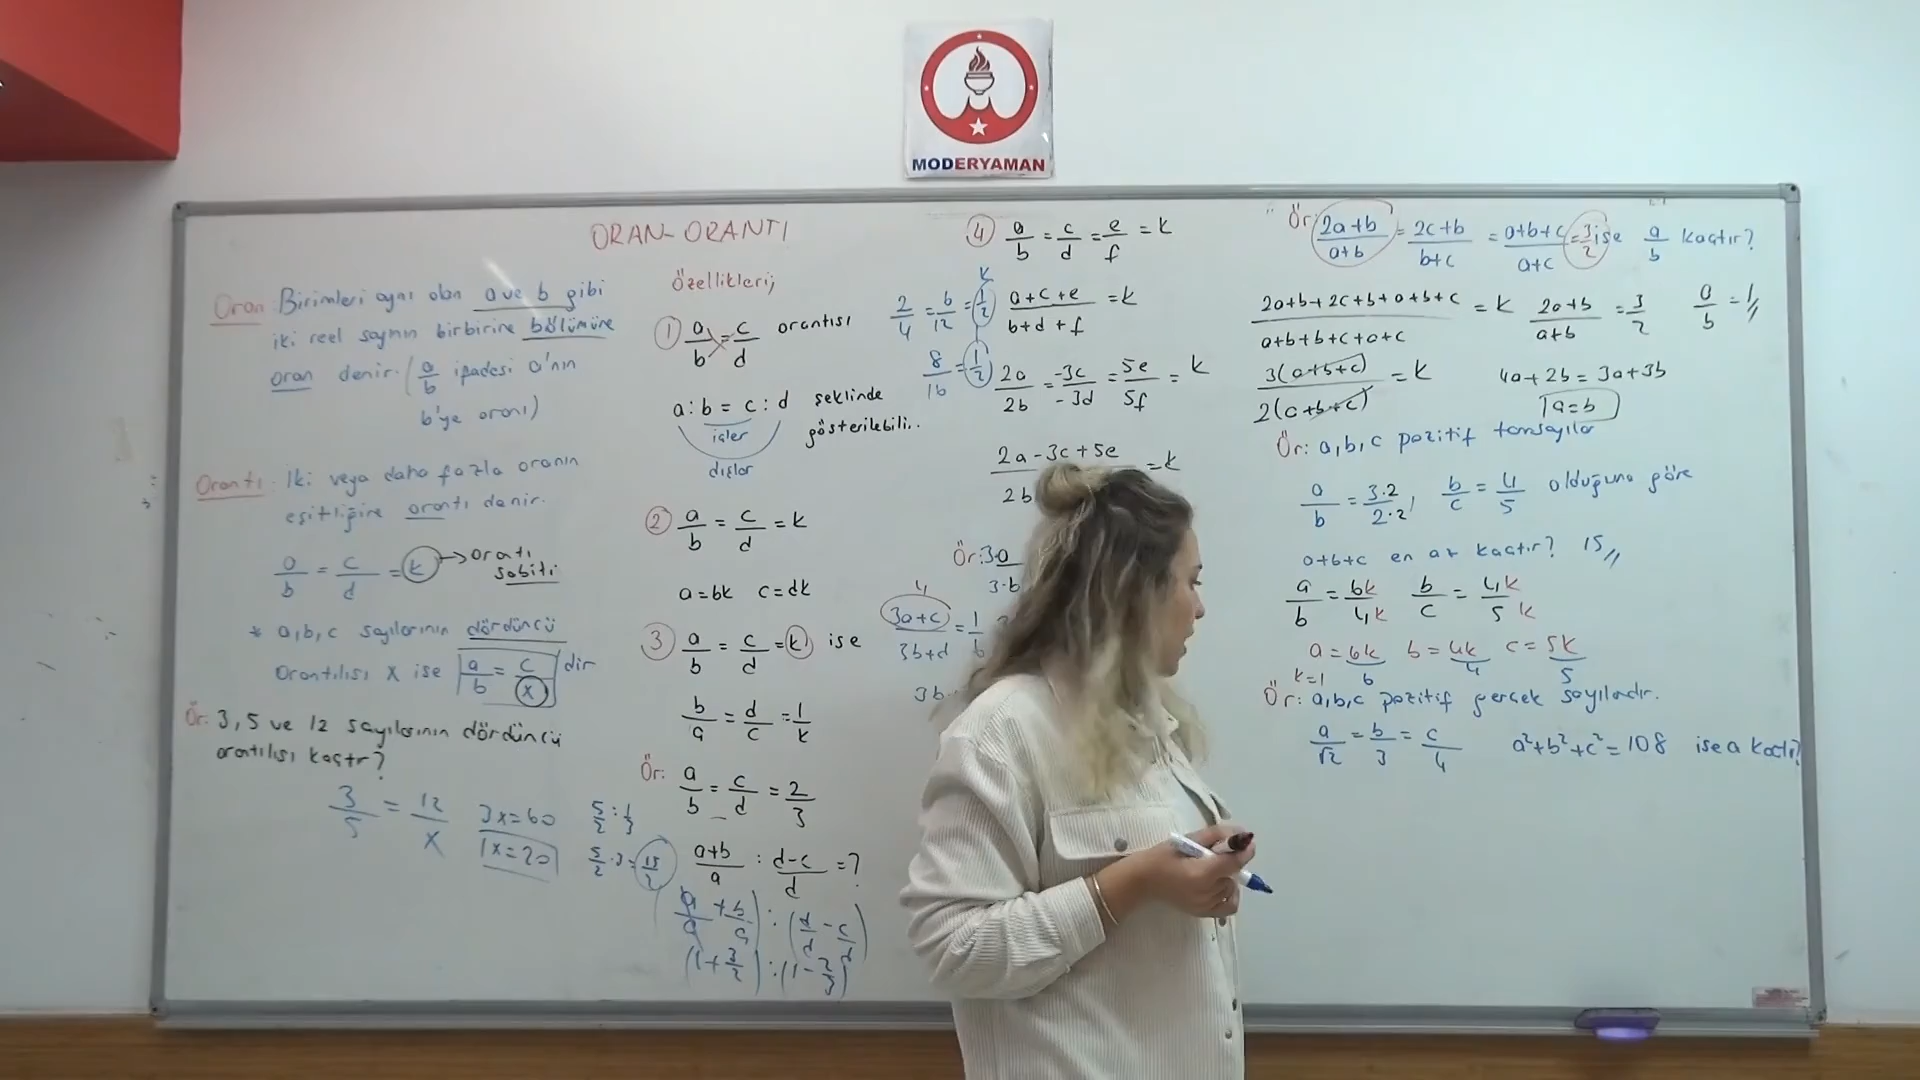 MODERYAMAN
ORAN-ORANTI
Oran: Birimleri aynı olan a ve b gibi
iki reel sayının birbirine bölümüne
oran denir. (a/b ifadesi a'nın
b'ye oranı)
Orantı: İki veya daha fazla oranın
eşitliğine orantı denir.
a/b = c/d = k → orantı
sabiti
* a,b,c sayılarının dördüncü
orantılısı x ise a/b = c/x dir
Ör: 3, 5 ve 12 sayılarının dördüncü
orantılısı kaçtır?
3/5 = 12/x 3x=60
x=20
özellikleri;
1 a/b = c/d orantısı
a:b = c:d şeklinde
gösterilebilir.
içler
dışlar
2 a/b = c/d = k
a=bk c=dk
3 a/b = c/d = k ise
b/a = d/c = 1/k
Ör: a/b = c/d = 2/3
a+b/a : d-c/d = ?
(a/a + b/a) : (d/d - c/d)
(1+3/2) : (1-2/3)
5/2 : 1/3
5/2 · 3 = 15/2
4 a/b = c/d = e/f = k
k
2/4 = 6/12 = 1/2 a+c+e/b+d+f = k
8/16 = 1/2
2a/2b = -3c/-3d = 5e/5f = k
2a-3c+5e = k
2b
Ör: 3a
3·b
4
3a+c/3b+d = 1/6
3b
Ör: 2a+b/a+b = 2c+b/b+c = a+b+c/a+c = 3/2 ise a/b kaçtır?
2a+b+2c+b+a+b+c/a+b+b+c+a+c = k 2a+b/a+b = 3/2 a/b = 1//
3(a+b+c)/2(a+b+c) = k 4a+2b = 3a+3b
a=b
Ör: a,b,c pozitif tamsayılar
a/b = 3·2/2·2, b/c = 4/5 olduğuna göre
a+b+c en az kaçtır? 15//
a/b = 6k/4k b/c = 4k/5k
a=6k b=4k c=5k
k=1 6 4 5
Ör: a,b,c pozitif gerçek sayılardır.
a/√2 = b/3 = c/4 a²+b²+c²=108 ise a kaçtır?